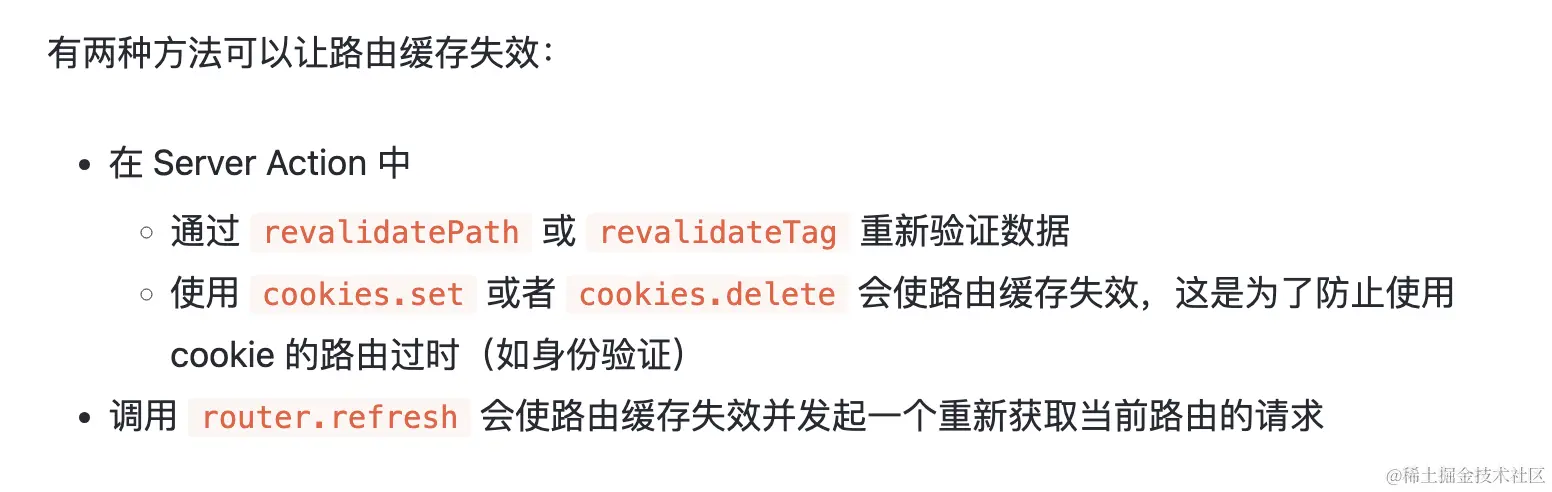 有两种方法可以让路由缓存失效：
在 Server Action 中
通过 revalidatePath 或 revalidateTag 重新验证数据
使用 cookies.set 或者 cookies.delete 会使路由缓存失效，这是为了防止使用
cookie 的路由过时（如身份验证）
调用 router.refresh 会使路由缓存失效并发起一个重新获取当前路由的请求
@稀土掘金技术社区